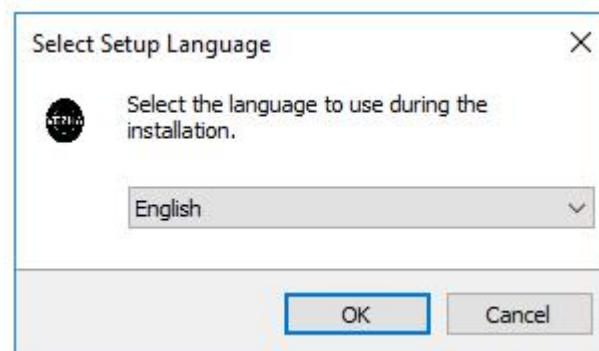 Select Setup Language
Select the language to use during the
installation.
English
OK
Cancel